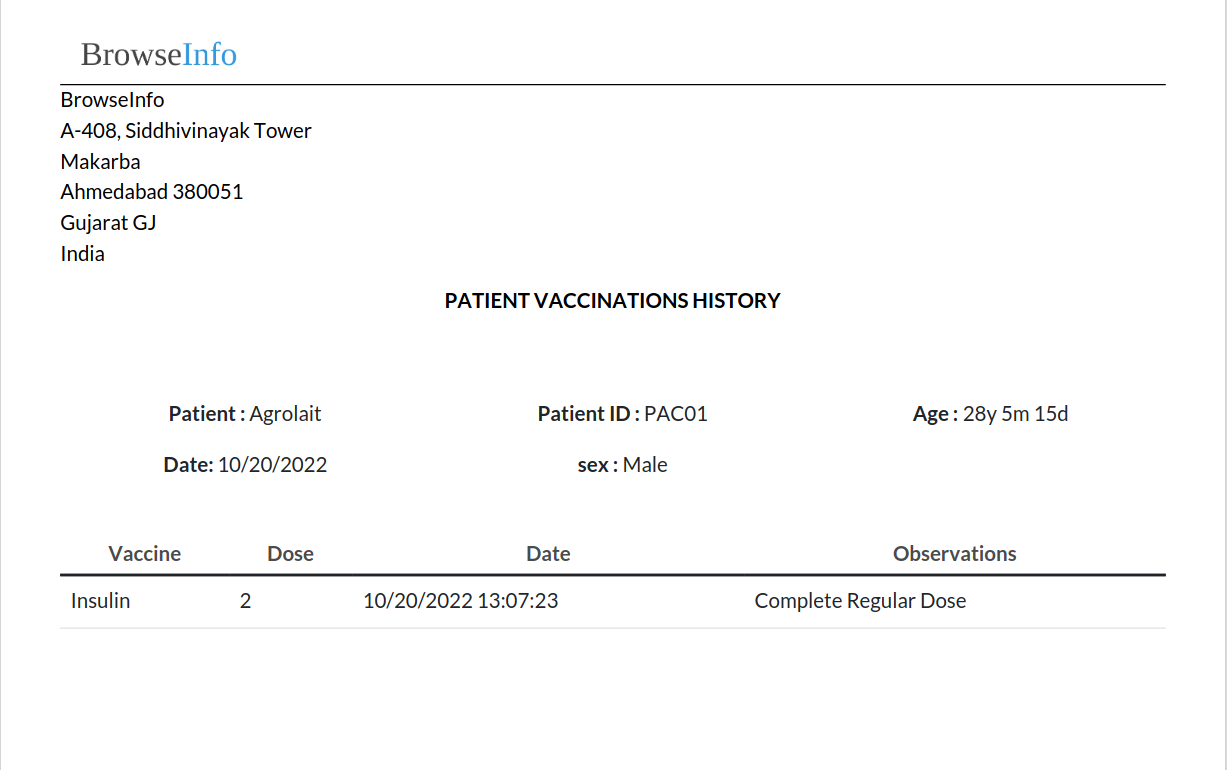 BrowseInfo
BrowseInfo
A-408, Siddhivinayak Tower
Makarba
Ahmedabad 380051
Gujarat GJ
India
PATIENT VACCINATIONS HISTORY
Patient : Agrolait Patient ID : PAC01 Age : 28y 5m 15d
Date: 10/20/2022 sex : Male
Vaccine Dose Date Observations
Insulin 2 10/20/2022 13:07:23 Complete Regular Dose